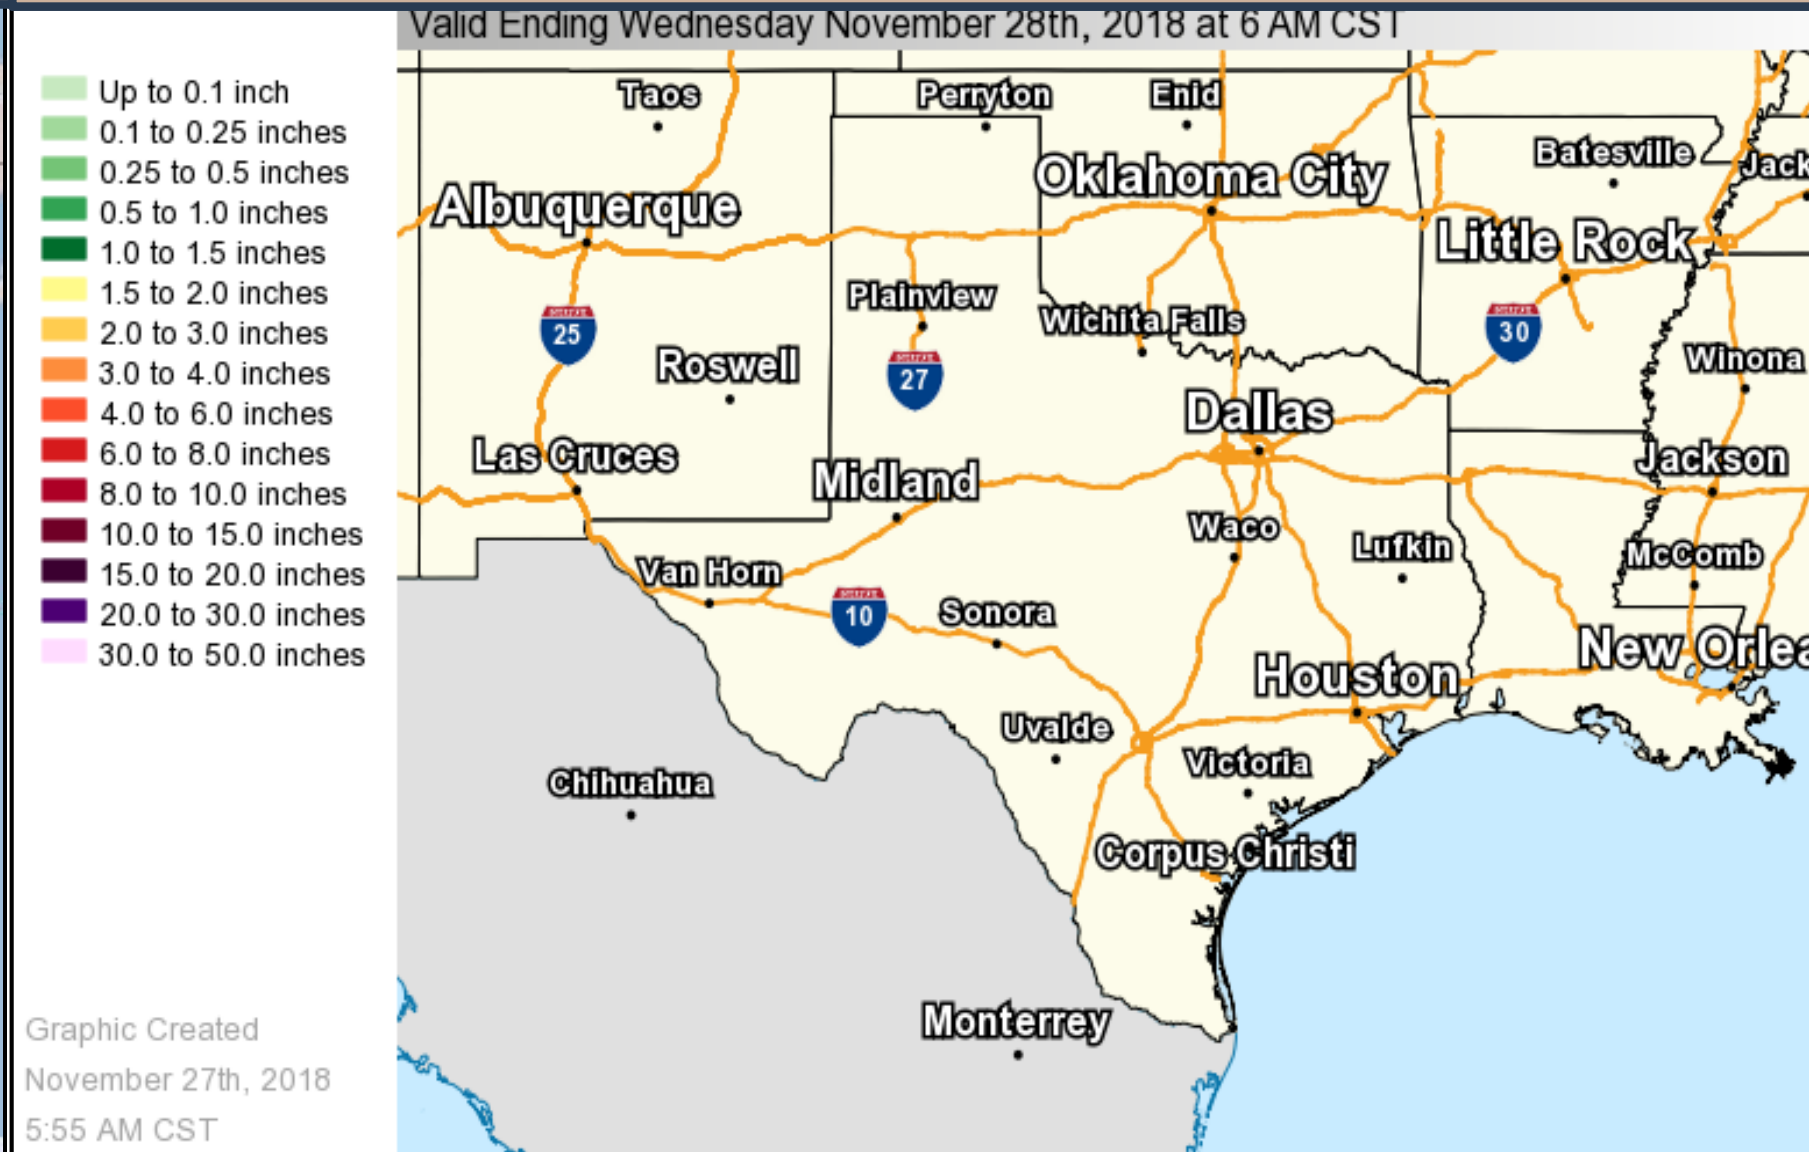 Valid Ending Wednesday November 28th, 2018 at 6 AM CST
Up to 0.1 inch
0.1 to 0.25 inches
0.25 to 0.5 inches
0.5 to 1.0 inches
1.0 to 1.5 inches
1.5 to 2.0 inches
2.0 to 3.0 inches
3.0 to 4.0 inches
4.0 to 6.0 inches
6.0 to 8.0 inches
8.0 to 10.0 inches
10.0 to 15.0 inches
15.0 to 20.0 inches
20.0 to 30.0 inches
30.0 to 50.0 inches
Graphic Created
November 27th, 2018
5:55 AM CST
Taos
Perryton
Enid
Batesville
Jack
Oklahoma City
Albuquerque
Little Rock
Plainview
Wichita Falls
25
30
Roswell
27
Winona
Dallas
Las Cruces
Midland
Jackson
Waco
Lufkin
McComb
Van Horn
10
Sonora
New Orlea
Houston
Uvalde
Victoria
Chihuahua
Corpus Christi
Monterrey